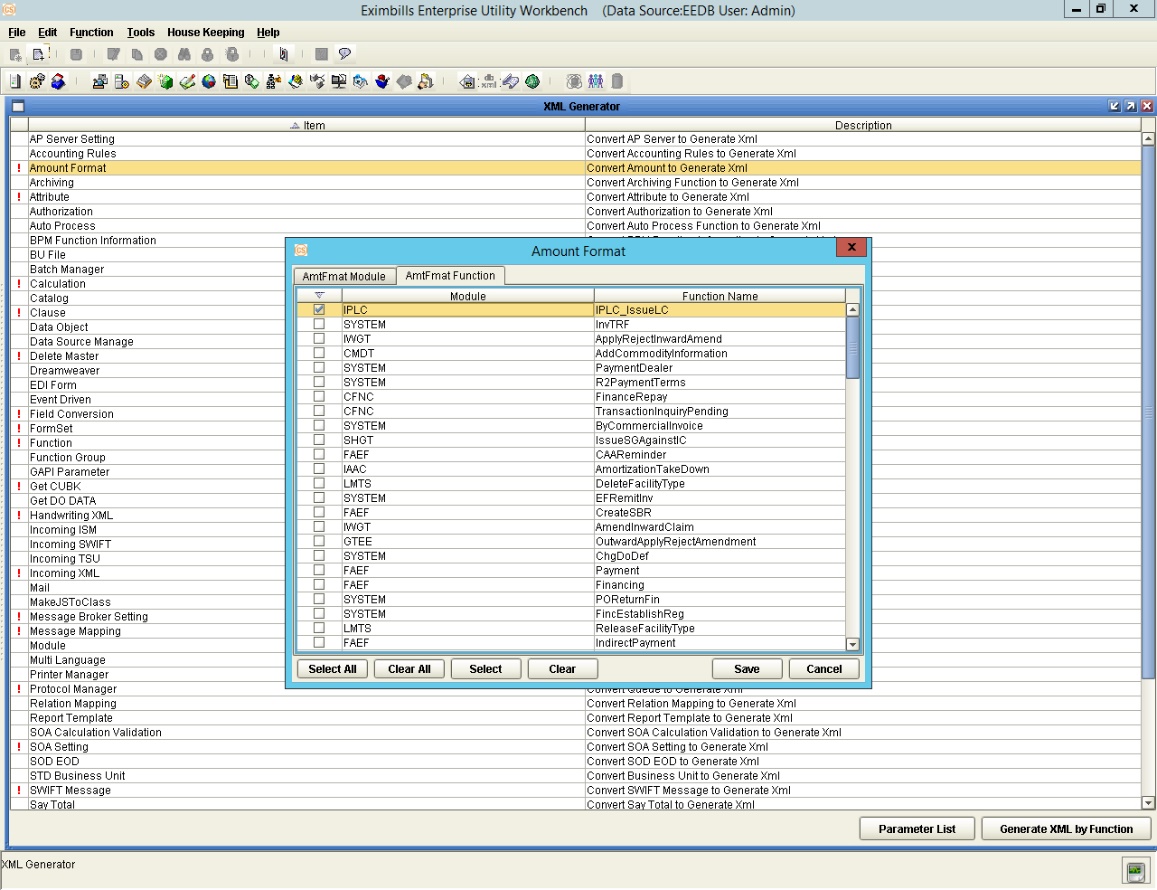 Eximbills Enterprise Utility Workbench (Data Source:EEDB User: Admin)
File Edit Function Tools House Keeping Help
XML Generator
Item Description
AP Server Setting Convert AP Server to Generate Xml
Accounting Rules Convert Accounting Rules to Generate Xml
! Amount Format Convert Amount to Generate Xml
Archiving Convert Archiving Function to Generate Xml
! Attribute Convert Attribute to Generate Xml
Authorization Convert Authorization to Generate Xml
Auto Process Convert Auto Process Function to Generate Xml
BPM Function Information
BU File
Batch Manager
! Calculation
Catalog
! Clause
Data Object
Data Source Manage
! Delete Master
Dreamweaver
EDI Form
Event Driven
! Field Conversion
! FormSet
! Function
Function Group
GAPI Parameter
! Get CUBK
Get DO DATA
! Handwriting XML
Incoming ISM
Incoming SWIFT
Incoming TSU
! Incoming XML
Mail
MakeJSToClass
! Message Broker Setting
! Message Mapping
Module
Multi Language
Printer Manager
! Protocol Manager Convert Queue to Generate Xml
Relation Mapping Convert Relation Mapping to Generate Xml
Report Template Convert Report Template to Generate Xml
SOA Calculation Validation Convert SOA Calculation Validation to Generate Xml
! SOA Setting Convert SOA Setting to Generate Xml
SOD EOD Convert SOD EOD to Generate Xml
STD Business Unit Convert Business Unit to Generate Xml
! SWIFT Message Convert SWIFT Message to Generate Xml
Say Total Convert Say Total to Generate Xml
Amount Format
AmtFmat Module AmtFmat Function
Module Function Name
IPLC IPLC_IssueLC
SYSTEM InvTRF
IWGT ApplyRejectInwardAmend
CMDT AddCommodityInformation
SYSTEM PaymentDealer
SYSTEM R2PaymentTerms
CFNC FinanceRepay
CFNC TransactionInquiryPending
SYSTEM ByCommercialInvoice
SHGT IssueSGAgainstIC
FAEF CAAReminder
IAAC AmortizationTakeDown
LMTS DeleteFacilityType
SYSTEM EFRemitInv
FAEF CreateSBR
IWGT AmendInwardClaim
GTEE OutwardApplyRejectAmendment
SYSTEM ChgDoDef
FAEF Payment
FAEF Financing
SYSTEM POReturnFin
SYSTEM FincEstablishReg
LMTS ReleaseFacilityType
FAEF IndirectPayment
Select All Clear All Select Clear Save Cancel
Parameter List Generate XML by Function
XML Generator